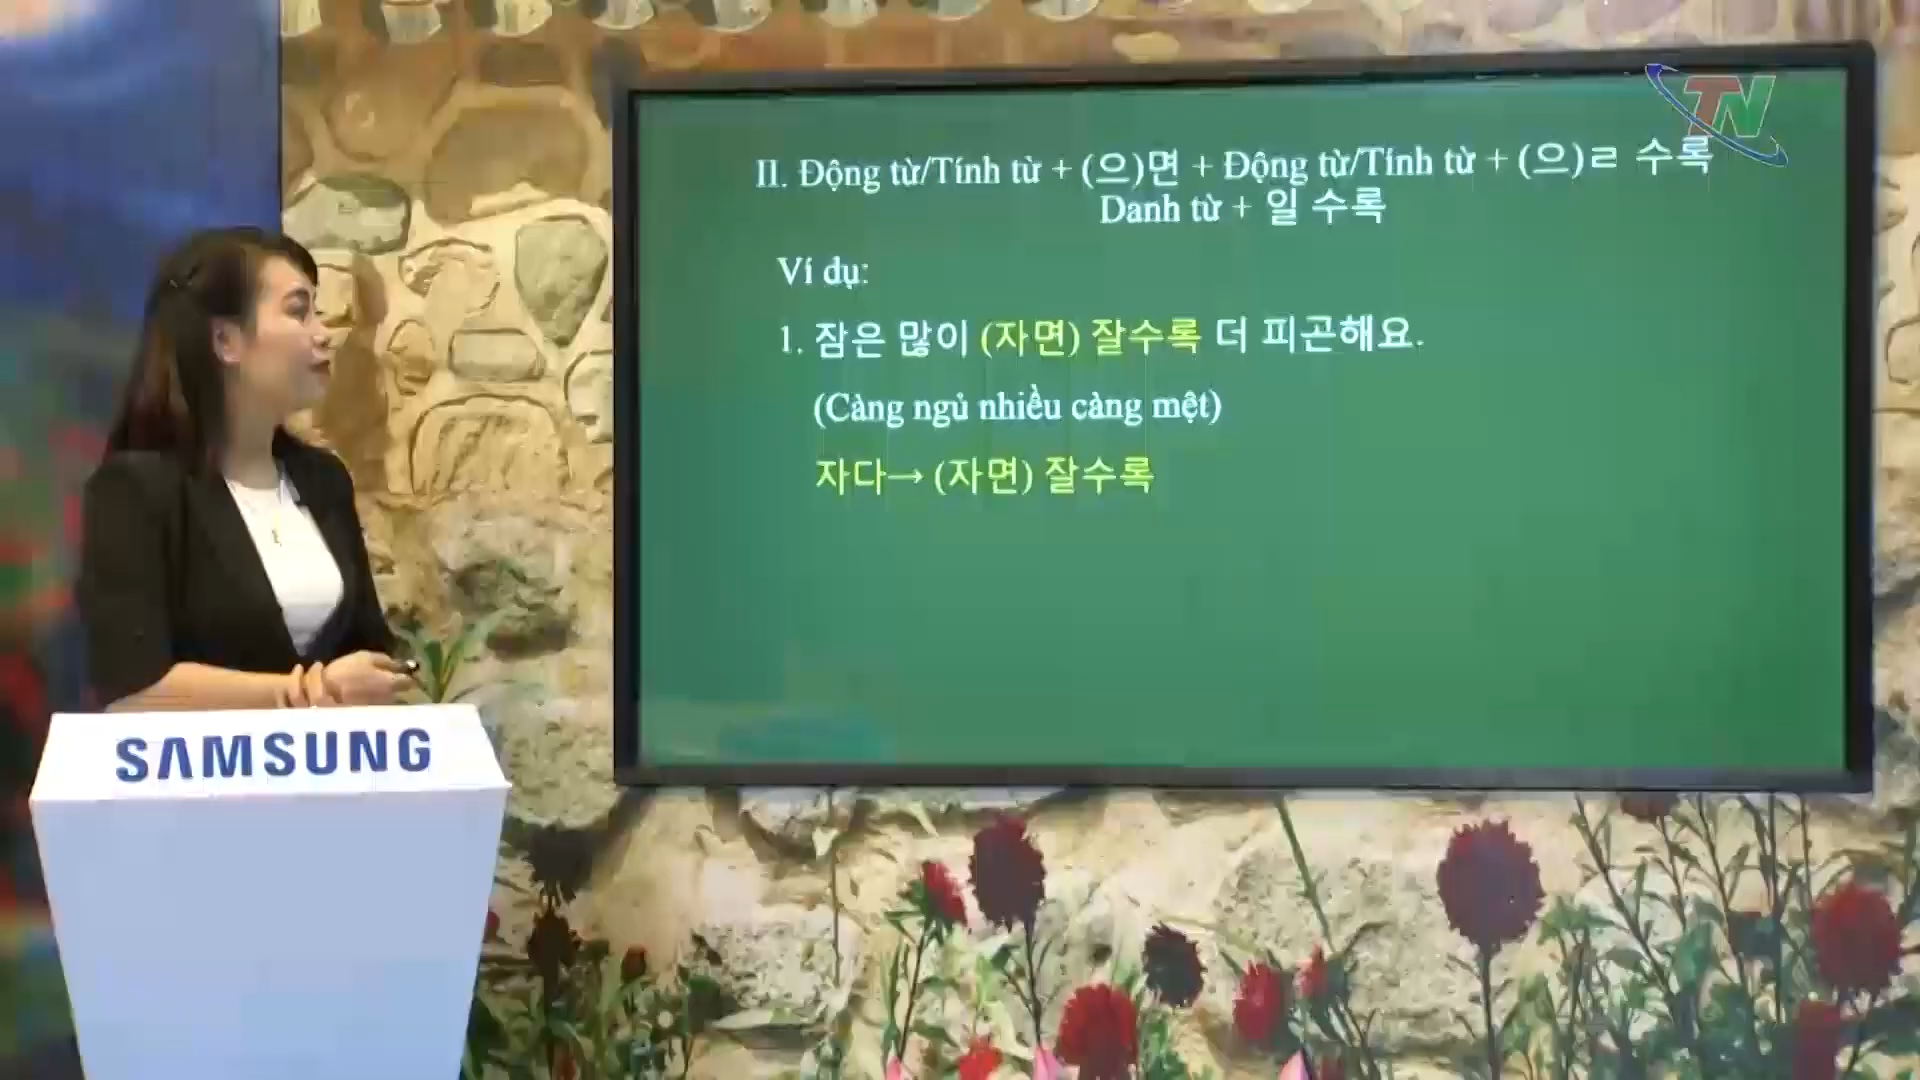 TN
II. Động từ/Tính từ + (으)면 + Động từ/Tính từ + (으)ㄹ 수록
Danh từ + 일 수록
Ví dụ:
1. 잠은 많이 (자면) 잘수록 더 피곤해요.
(Càng ngủ nhiều càng mệt)
자다→ (자면) 잘수록
SAMSUNG